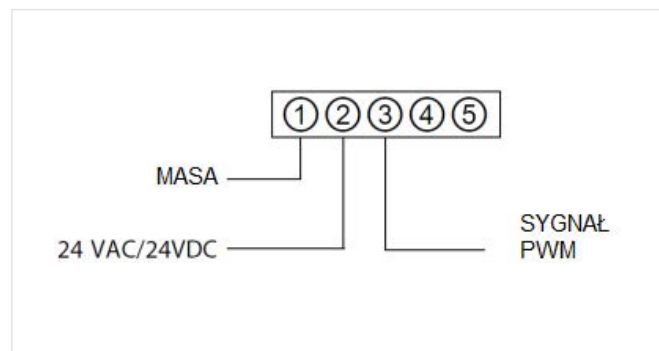 ① ② ③ ④ ⑤
MASA
24 VAC/24VDC
SYGNAŁ
PWM